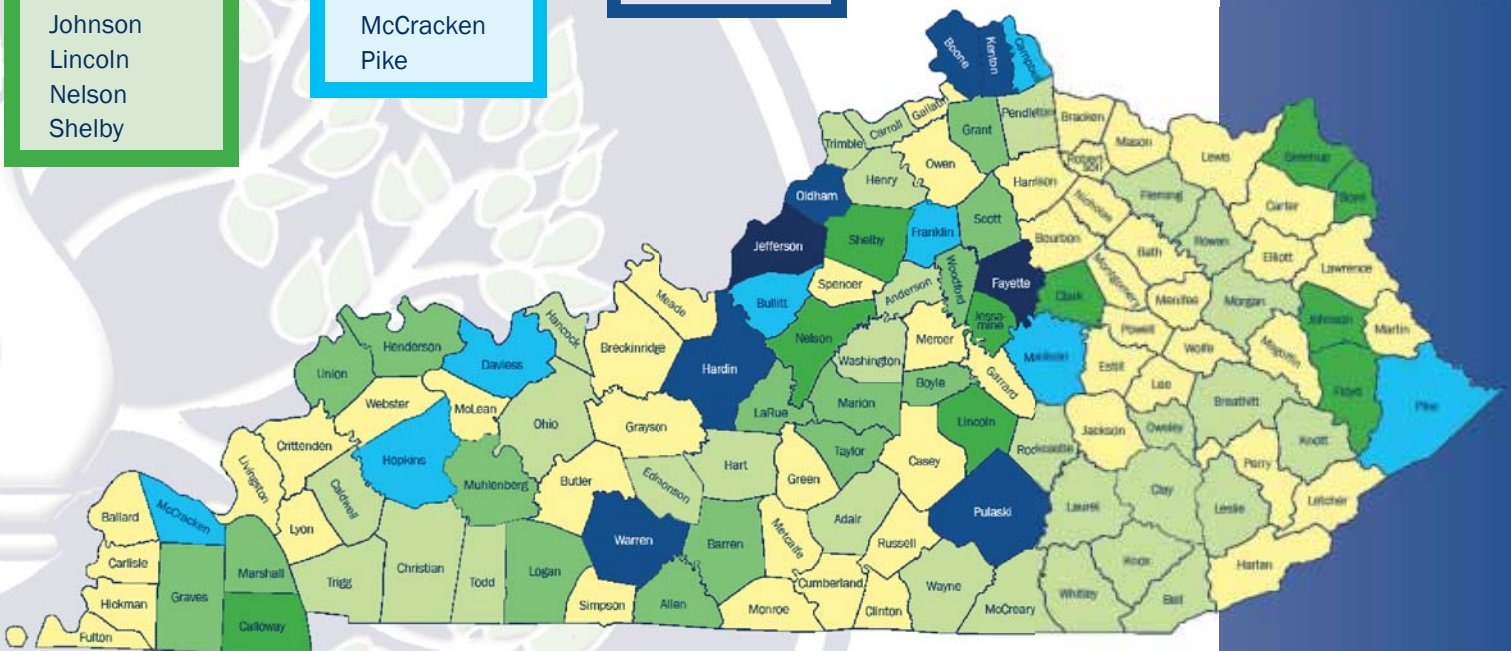 Johnson
Lincoln
Nelson
Shelby
McCracken
Pike
Boone
Kenton
Campbell
Gallatin
Carroll
Trimble
Grant
Pendleton
Bracken
Mason
Robert-
son
Lewis
Greenup
Boyd
Owen
Henry
Harrison
Nicholas
Fleming
Carter
Oldham
Jefferson
Shelby
Franklin
Scott
Bourbon
Bath
Rowan
Elliott
Lawrence
Spencer
Bullitt
Anderson
Woodford
Fayette
Clark
Montgomery
Menifee
Morgan
Johnson
Martin
Meade
Breckinridge
Hancock
Daviess
Henderson
Union
Hardin
Nelson
Washington
Mercer
Jessa-
mine
Garrard
Madison
Powell
Estill
Wolfe
Lee
Magoffin
Floyd
Pike
Webster
McLean
Ohio
Grayson
LaRue
Marion
Boyle
Lincoln
Rockcastle
Jackson
Owsley
Breathitt
Knott
Crittenden
Livingston
Hopkins
Muhlenberg
Butler
Edmonson
Hart
Green
Taylor
Casey
Perry
Letcher
Laurel
Clay
Leslie
Ballard
McCracken
Lyon
Caldwell
Warren
Barren
Metcalfe
Adair
Russell
Pulaski
Carlisle
Hickman
Fulton
Graves
Marshall
Calloway
Trigg
Christian
Todd
Logan
Simpson
Allen
Monroe
Cumberland
Clinton
Wayne
McCreary
Whitley
Knox
Bell
Harlan